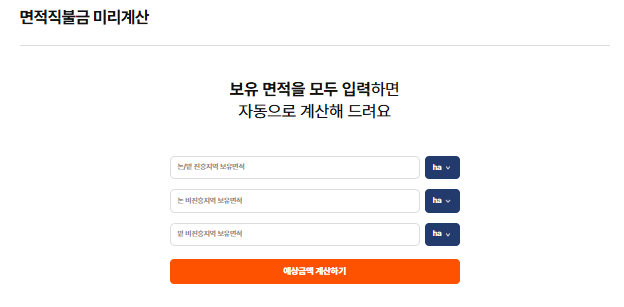 면적직불금 미리계산
보유 면적을 모두 입력하면
자동으로 계산해 드려요
논/밭 진흥지역 보유면적
ha
논 비진흥지역 보유면적
ha
밭 비진흥지역 보유면적
ha
예상금액 계산하기